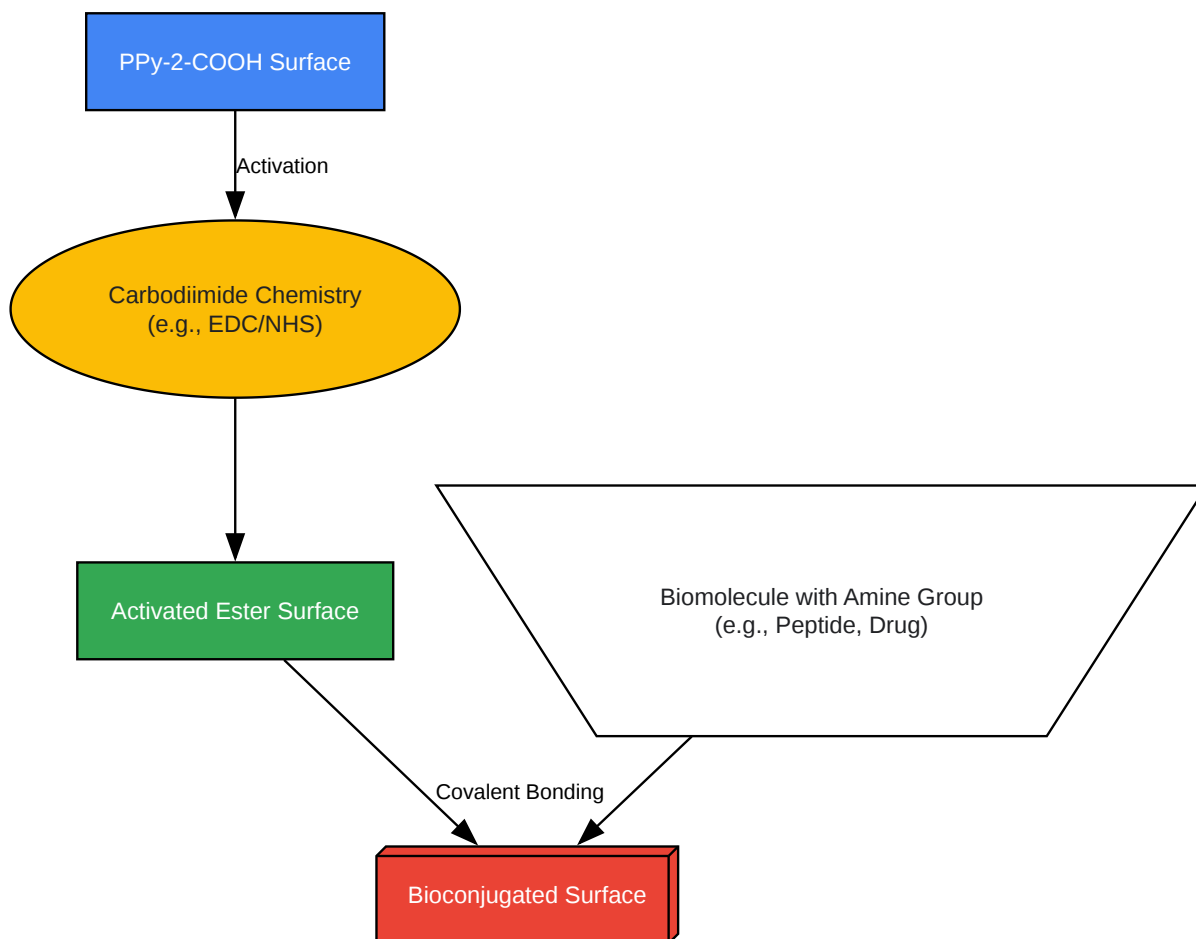 PPy-2-COOH Surface
Activation
Carbodiimide Chemistry
(e.g., EDC/NHS)
Activated Ester Surface
Biomolecule with Amine Group
(e.g., Peptide, Drug)
Covalent Bonding
Bioconjugated Surface